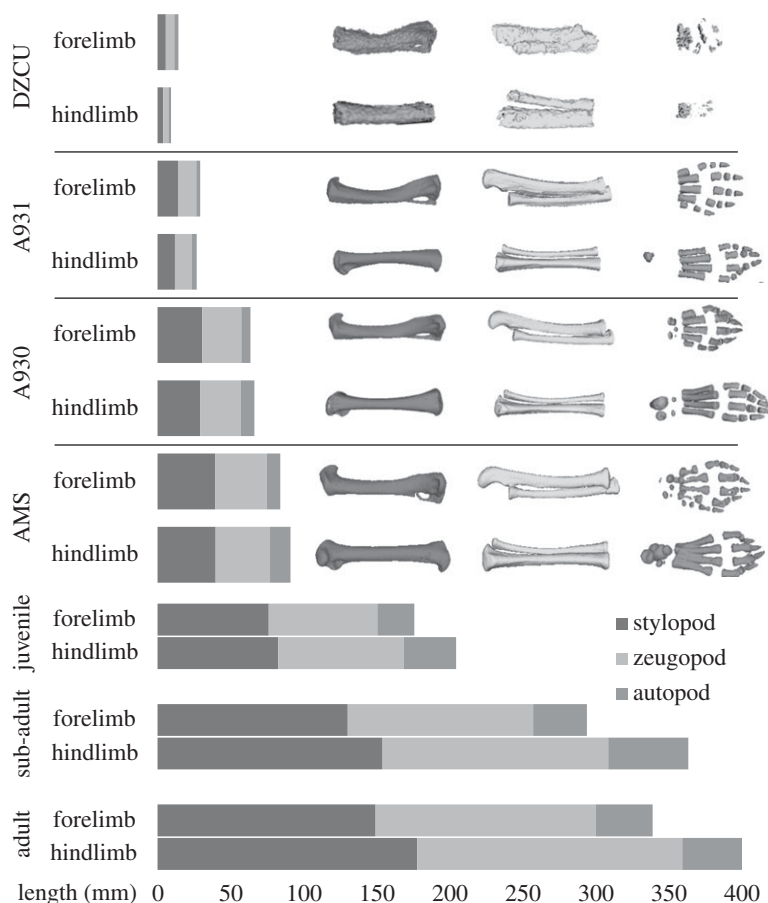 DZCU
forelimb
hindlimb
A931
forelimb
hindlimb
A930
forelimb
hindlimb
AMS
forelimb
hindlimb
juvenile
forelimb
hindlimb
stylopod
zeugopod
autopod
sub-adult
forelimb
hindlimb
adult
forelimb
hindlimb
length (mm) 0 50 100 150 200 250 300 350 400